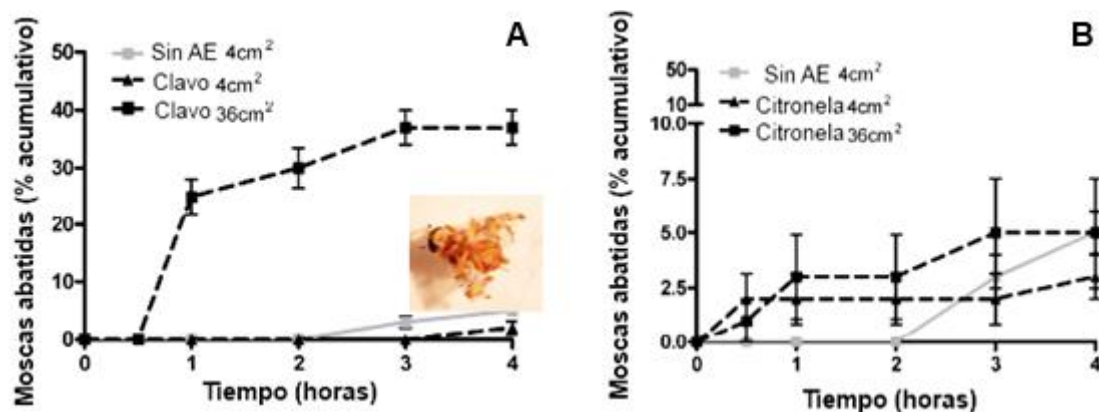 A
Moscas abatidas (% acumulativo)
50
40
30
20
10
0
Sin AE 4cm²
Clavo 4cm²
Clavo 36cm²
0 1 2 3 4
Tiempo (horas)
B
Moscas abatidas (% acumulativo)
50
10
10.0
7.5
5.0
2.5
0.0
Sin AE 4cm²
Citronela 4cm²
Citronela 36cm²
0 1 2 3 4
Tiempo (horas)